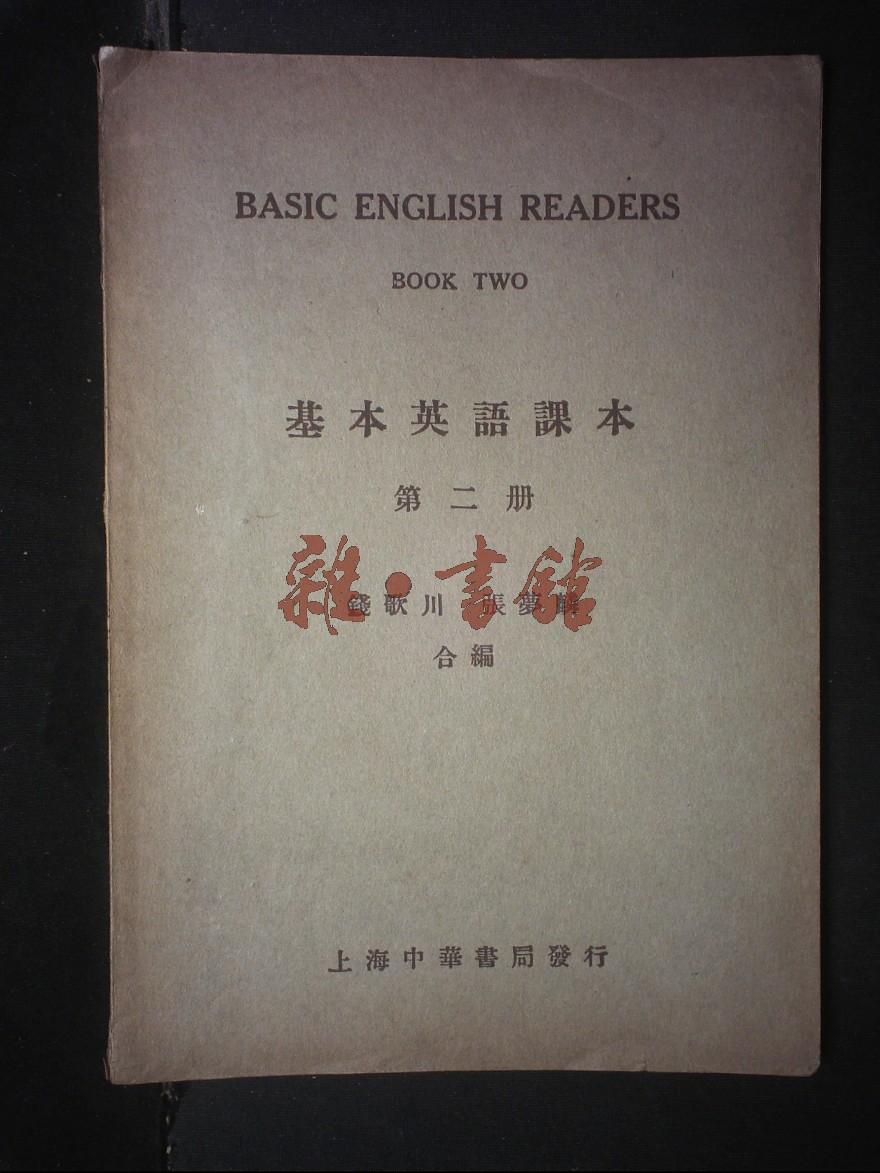 BASIC ENGLISH READERS
BOOK TWO
基本英語課本
第二册
雜·書館
錢歌川 張夢麟
合編
上海中華書局發行